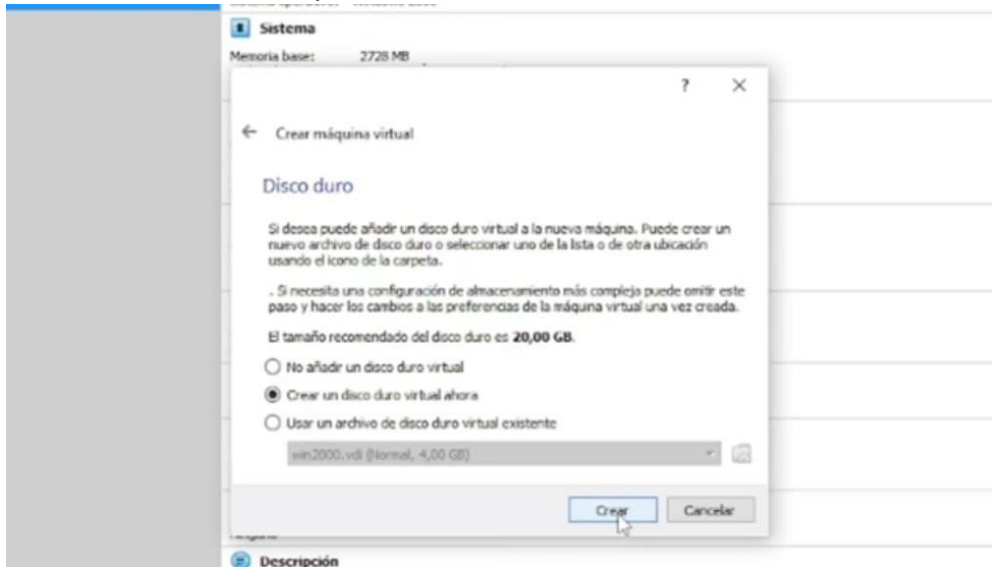 Sistema
Memoria base: 2728 MB
? ×
← Crear máquina virtual
Disco duro
Si desea puede añadir un disco duro virtual a la nueva máquina. Puede crear un
nuevo archivo de disco duro o seleccionar uno de la lista o de otra ubicación
usando el icono de la carpeta.
. Si necesita una configuración de almacenamiento más compleja puede omitir este
paso y hacer los cambios a las preferencias de la máquina virtual una vez creada.
El tamaño recomendado del disco duro es 20,00 GB.
No añadir un disco duro virtual
Crear un disco duro virtual ahora
Usar un archivo de disco duro virtual existente
win2000.vdi (Normal, 4,00 GB)
Crear Cancelar
Descripción